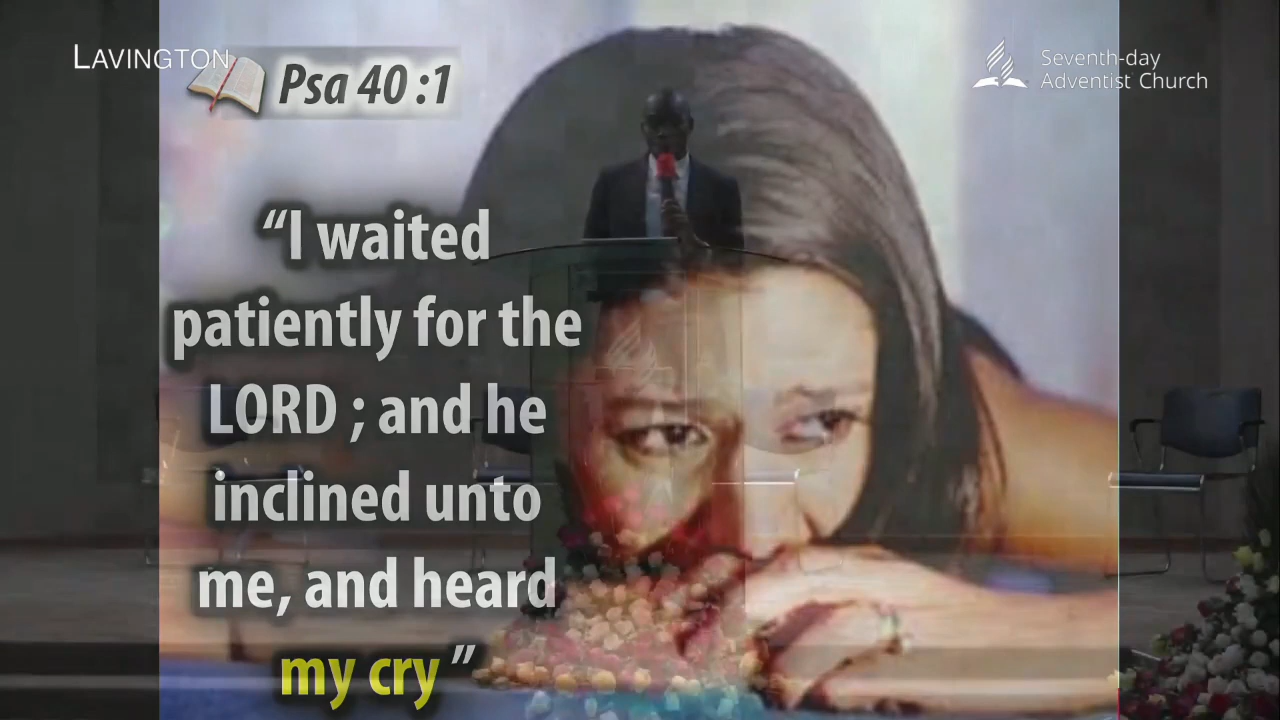 LAVINGTON
Seventh-day
Adventist Church
Psa 40 :1
“I waited
patiently for the
LORD ; and he
inclined unto
me, and heard
my cry ”